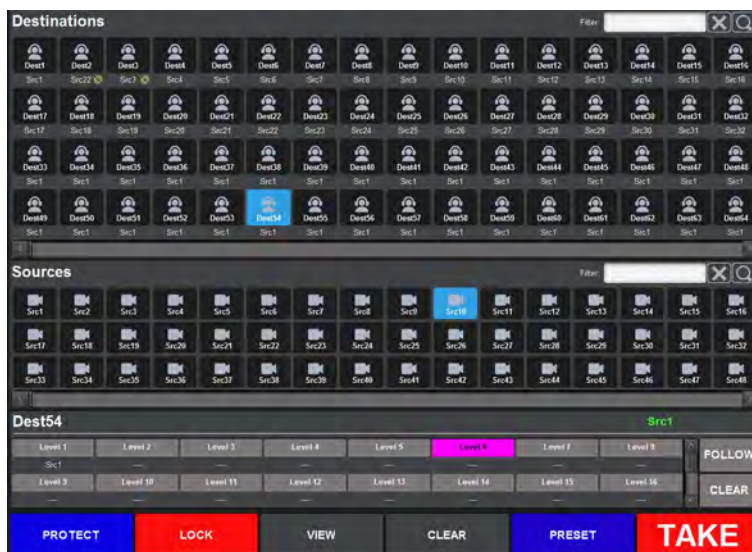 Destinations Filter
Dest1 Dest2 Dest3 Dest4 Dest5 Dest6 Dest7 Dest8 Dest9 Dest10 Dest11 Dest12 Dest13 Dest14 Dest15 Dest16
Src1 Src22 Src3 Src4 Src5 Src6 Src7 Src8 Src9 Src10 Src11 Src12 Src13 Src14 Src15 Src16
Dest17 Dest18 Dest19 Dest20 Dest21 Dest22 Dest23 Dest24 Dest25 Dest26 Dest27 Dest28 Dest29 Dest30 Dest31 Dest32
Src17 Src18 Src19 Src20 Src21 Src22 Src23 Src24 Src25 Src26 Src27 Src28 Src29 Src30 Src31 Src32
Dest33 Dest34 Dest35 Dest36 Dest37 Dest38 Dest39 Dest40 Dest41 Dest42 Dest43 Dest44 Dest45 Dest46 Dest47 Dest48
Src1 Src1 Src1 Src1 Src1 Src1 Src1 Src1 Src1 Src1 Src1 Src1 Src1 Src1 Src1 Src1
Dest49 Dest50 Dest51 Dest52 Dest53 Dest54 Dest55 Dest56 Dest57 Dest58 Dest59 Dest60 Dest61 Dest62 Dest63 Dest64
Src1 Src1 Src1 Src1 Src1 Src1 Src1 Src1 Src1 Src1 Src1 Src1 Src1 Src1 Src1 Src1
Sources Filter
Src1 Src2 Src3 Src4 Src5 Src6 Src7 Src8 Src9 Src10 Src11 Src12 Src13 Src14 Src15 Src16
Src17 Src18 Src19 Src20 Src21 Src22 Src23 Src24 Src25 Src26 Src27 Src28 Src29 Src30 Src31 Src32
Src33 Src34 Src35 Src36 Src37 Src38 Src39 Src40 Src41 Src42 Src43 Src44 Src45 Src46 Src47 Src48
Dest54 Src1
Level 1 Level 2 Level 3 Level 4 Level 5 Level 6 Level 7 Level 8
Src1 — — — — — — —
FOLLOW
Level 9 Level 10 Level 11 Level 12 Level 13 Level 14 Level 15 Level 16
— — — — — — — —
CLEAR
PROTECT LOCK VIEW CLEAR PRESET TAKE